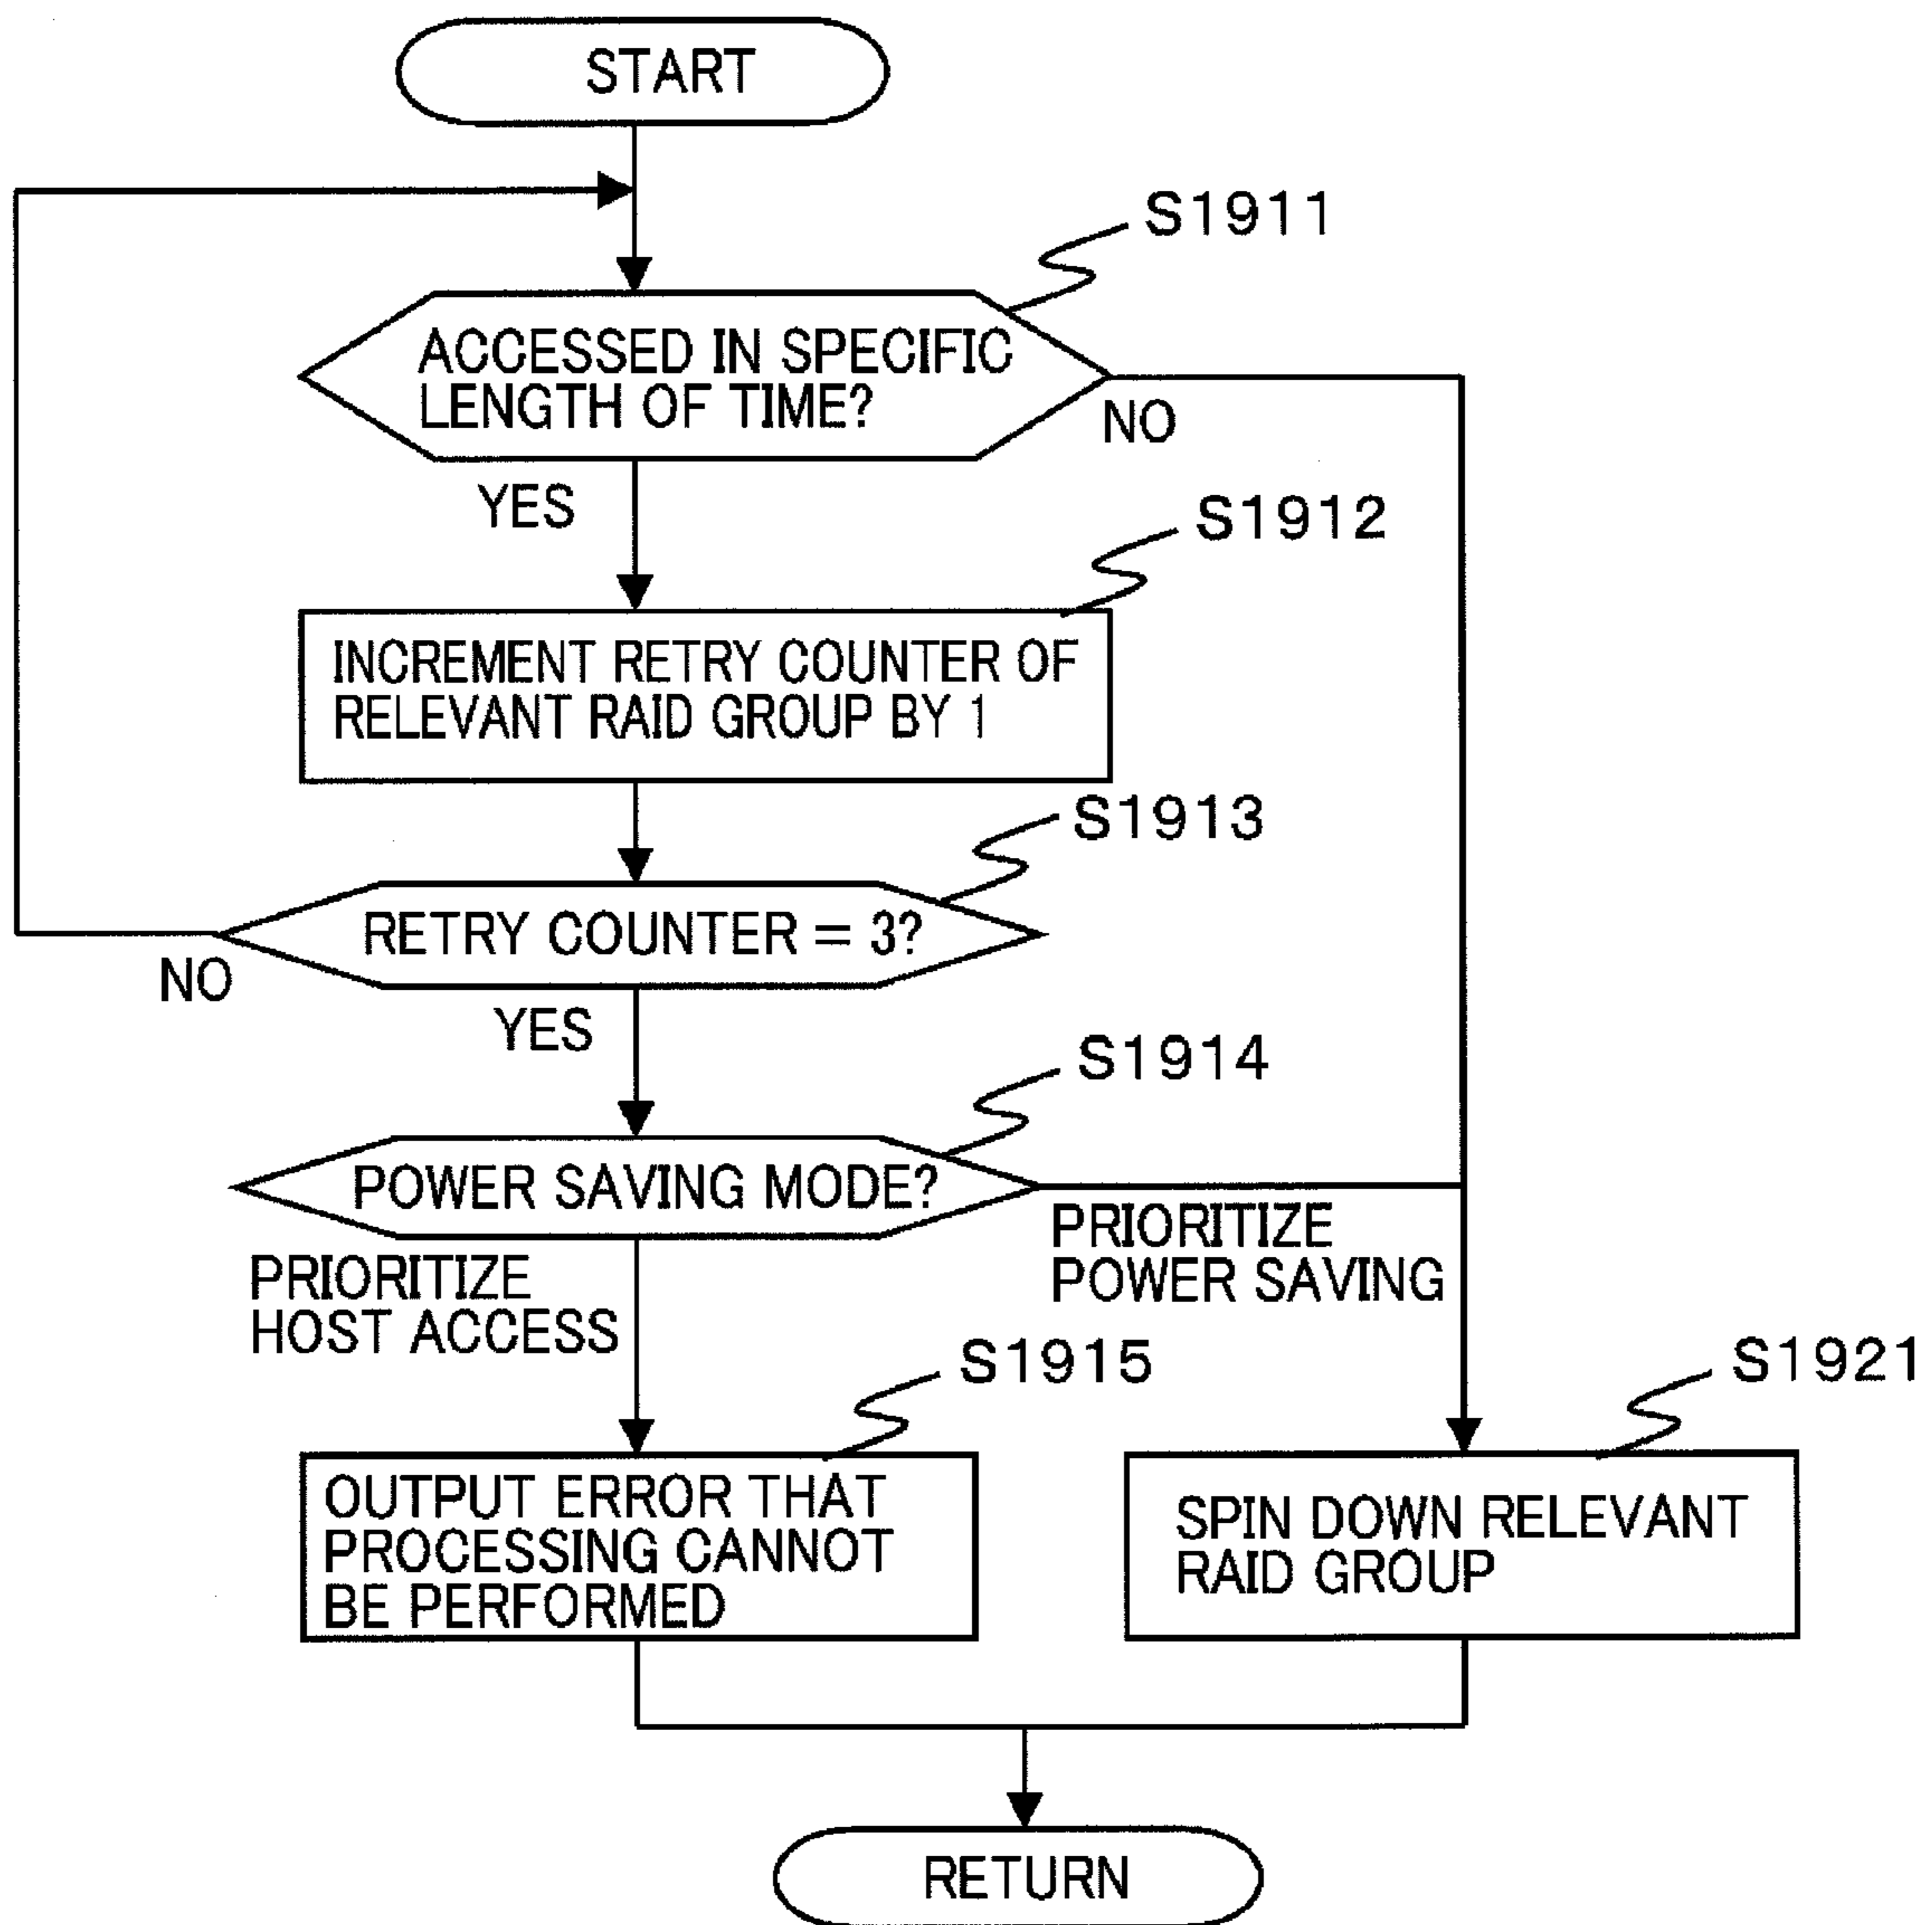 START
S1911
ACCESSED IN SPECIFIC
LENGTH OF TIME?
NO
YES
S1912
INCREMENT RETRY COUNTER OF
RELEVANT RAID GROUP BY 1
S1913
RETRY COUNTER = 3?
NO
YES
S1914
POWER SAVING MODE?
PRIORITIZE
POWER SAVING
PRIORITIZE
HOST ACCESS
S1915
S1921
OUTPUT ERROR THAT
PROCESSING CANNOT
BE PERFORMED
SPIN DOWN RELEVANT
RAID GROUP
RETURN